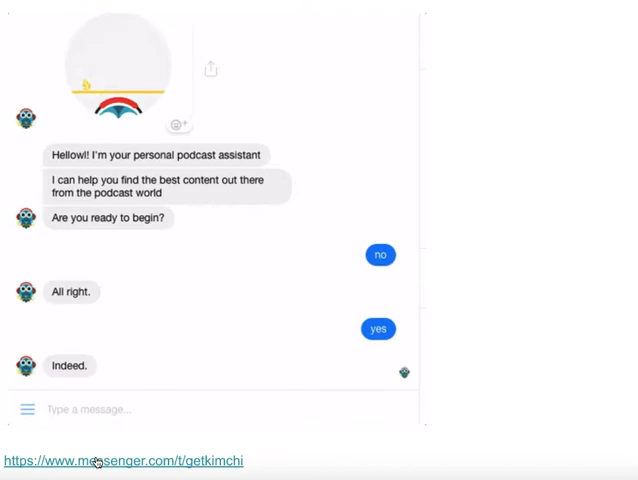 Hellowl! I'm your personal podcast assistant
I can help you find the best content out there
from the podcast world
Are you ready to begin?
no
All right.
yes
Indeed.
Type a message...
https://www.messenger.com/t/getkimchi